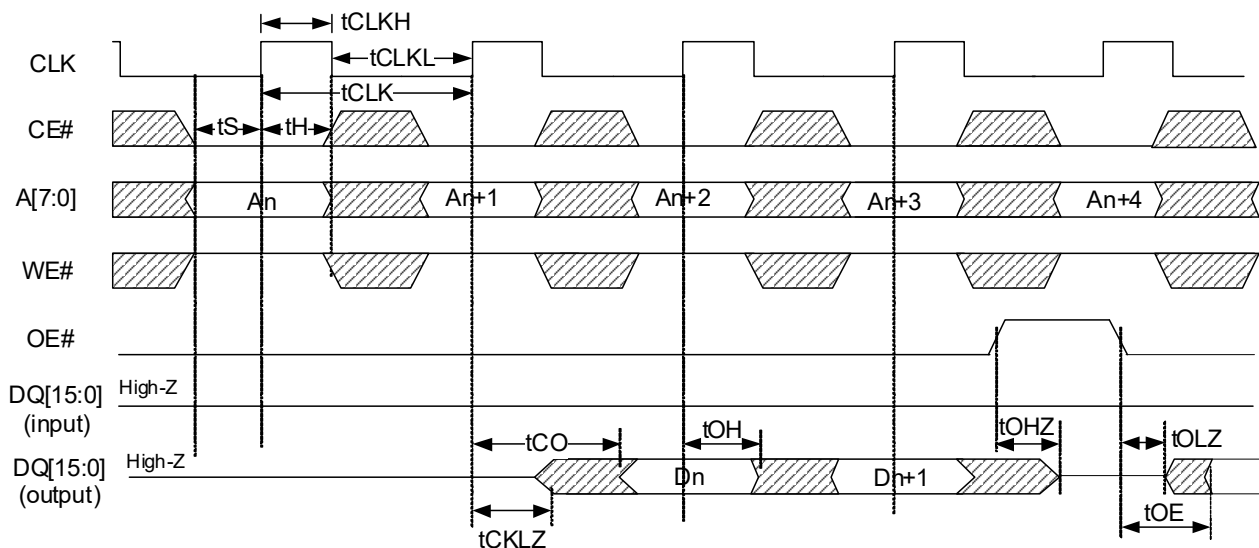 tCLKH
CLK
tCLKL
tCLK
CE#
tS
tH
A[7:0]
An
An+1
An+2
An+3
An+4
WE#
OE#
DQ[15:0]
(input)
High-Z
tCO
tOH
tOHZ
tOLZ
DQ[15:0]
(output)
High-Z
Dn
Dn+1
tCKLZ
tOE